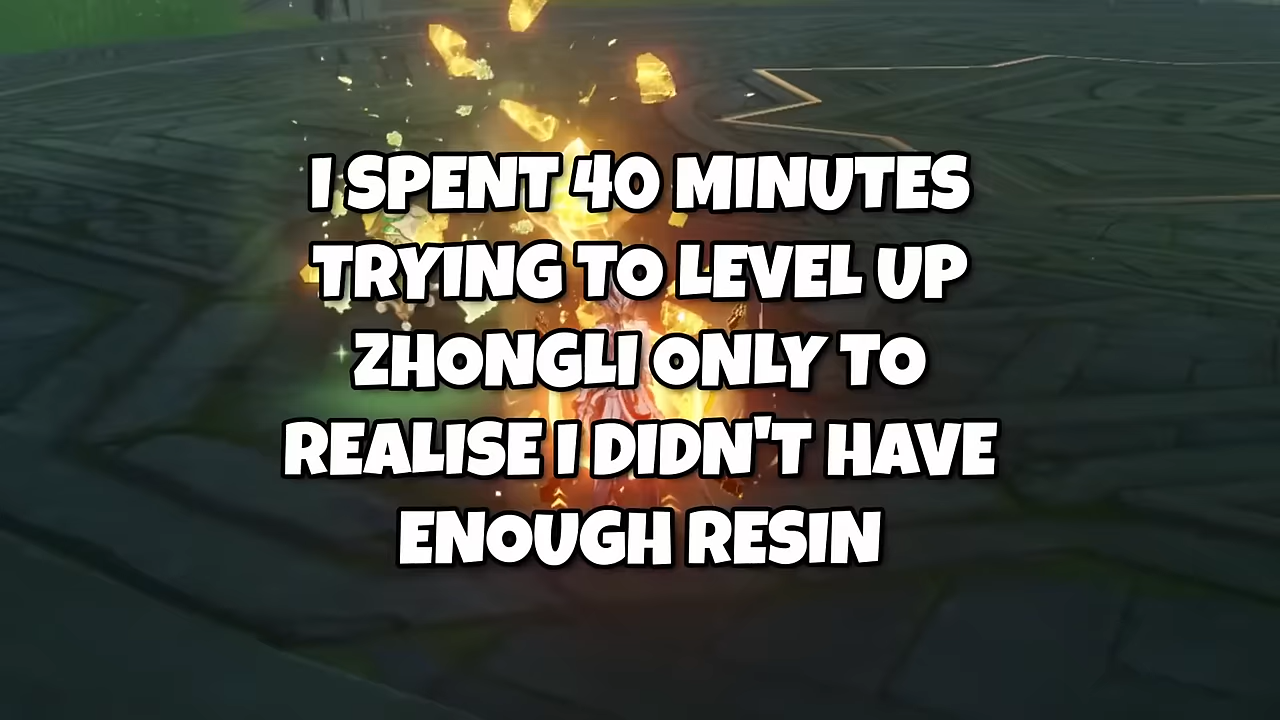 I SPENT 40 MINUTES
TRYING TO LEVEL UP
ZHONGLI ONLY TO
REALISE I DIDN'T HAVE
ENOUGH RESIN